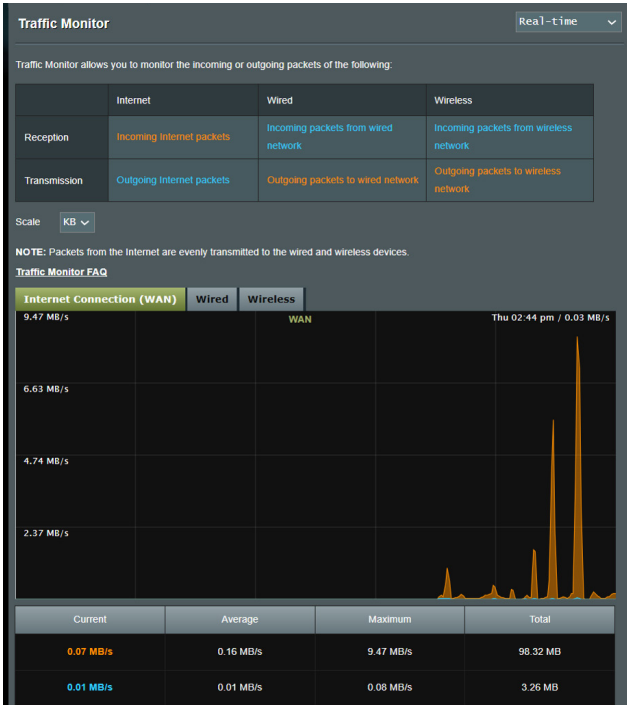 Traffic Monitor
Real-time
Traffic Monitor allows you to monitor the incoming or outgoing packets of the following:
Internet Wired Wireless
Reception Incoming Internet packets Incoming packets from wired network Incoming packets from wireless network
Transmission Outgoing Internet packets Outgoing packets to wired network Outgoing packets to wireless network
Scale KB
NOTE: Packets from the Internet are evenly transmitted to the wired and wireless devices.
Traffic Monitor FAQ
Internet Connection (WAN) Wired Wireless
9.47 MB/s WAN Thu 02:44 pm / 0.03 MB/s
6.63 MB/s
4.74 MB/s
2.37 MB/s
Current Average Maximum Total
0.07 MB/s 0.16 MB/s 9.47 MB/s 98.32 MB
0.01 MB/s 0.01 MB/s 0.08 MB/s 3.26 MB